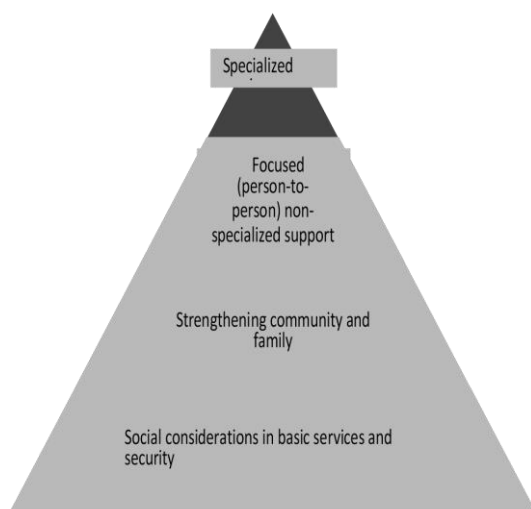 Specialized
Focused
(person-to-
person) non-
specialized support
Strengthening community and
family
Social considerations in basic services and
security